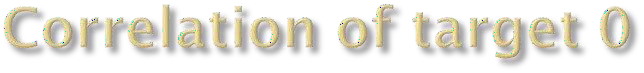 Correlation of target 0